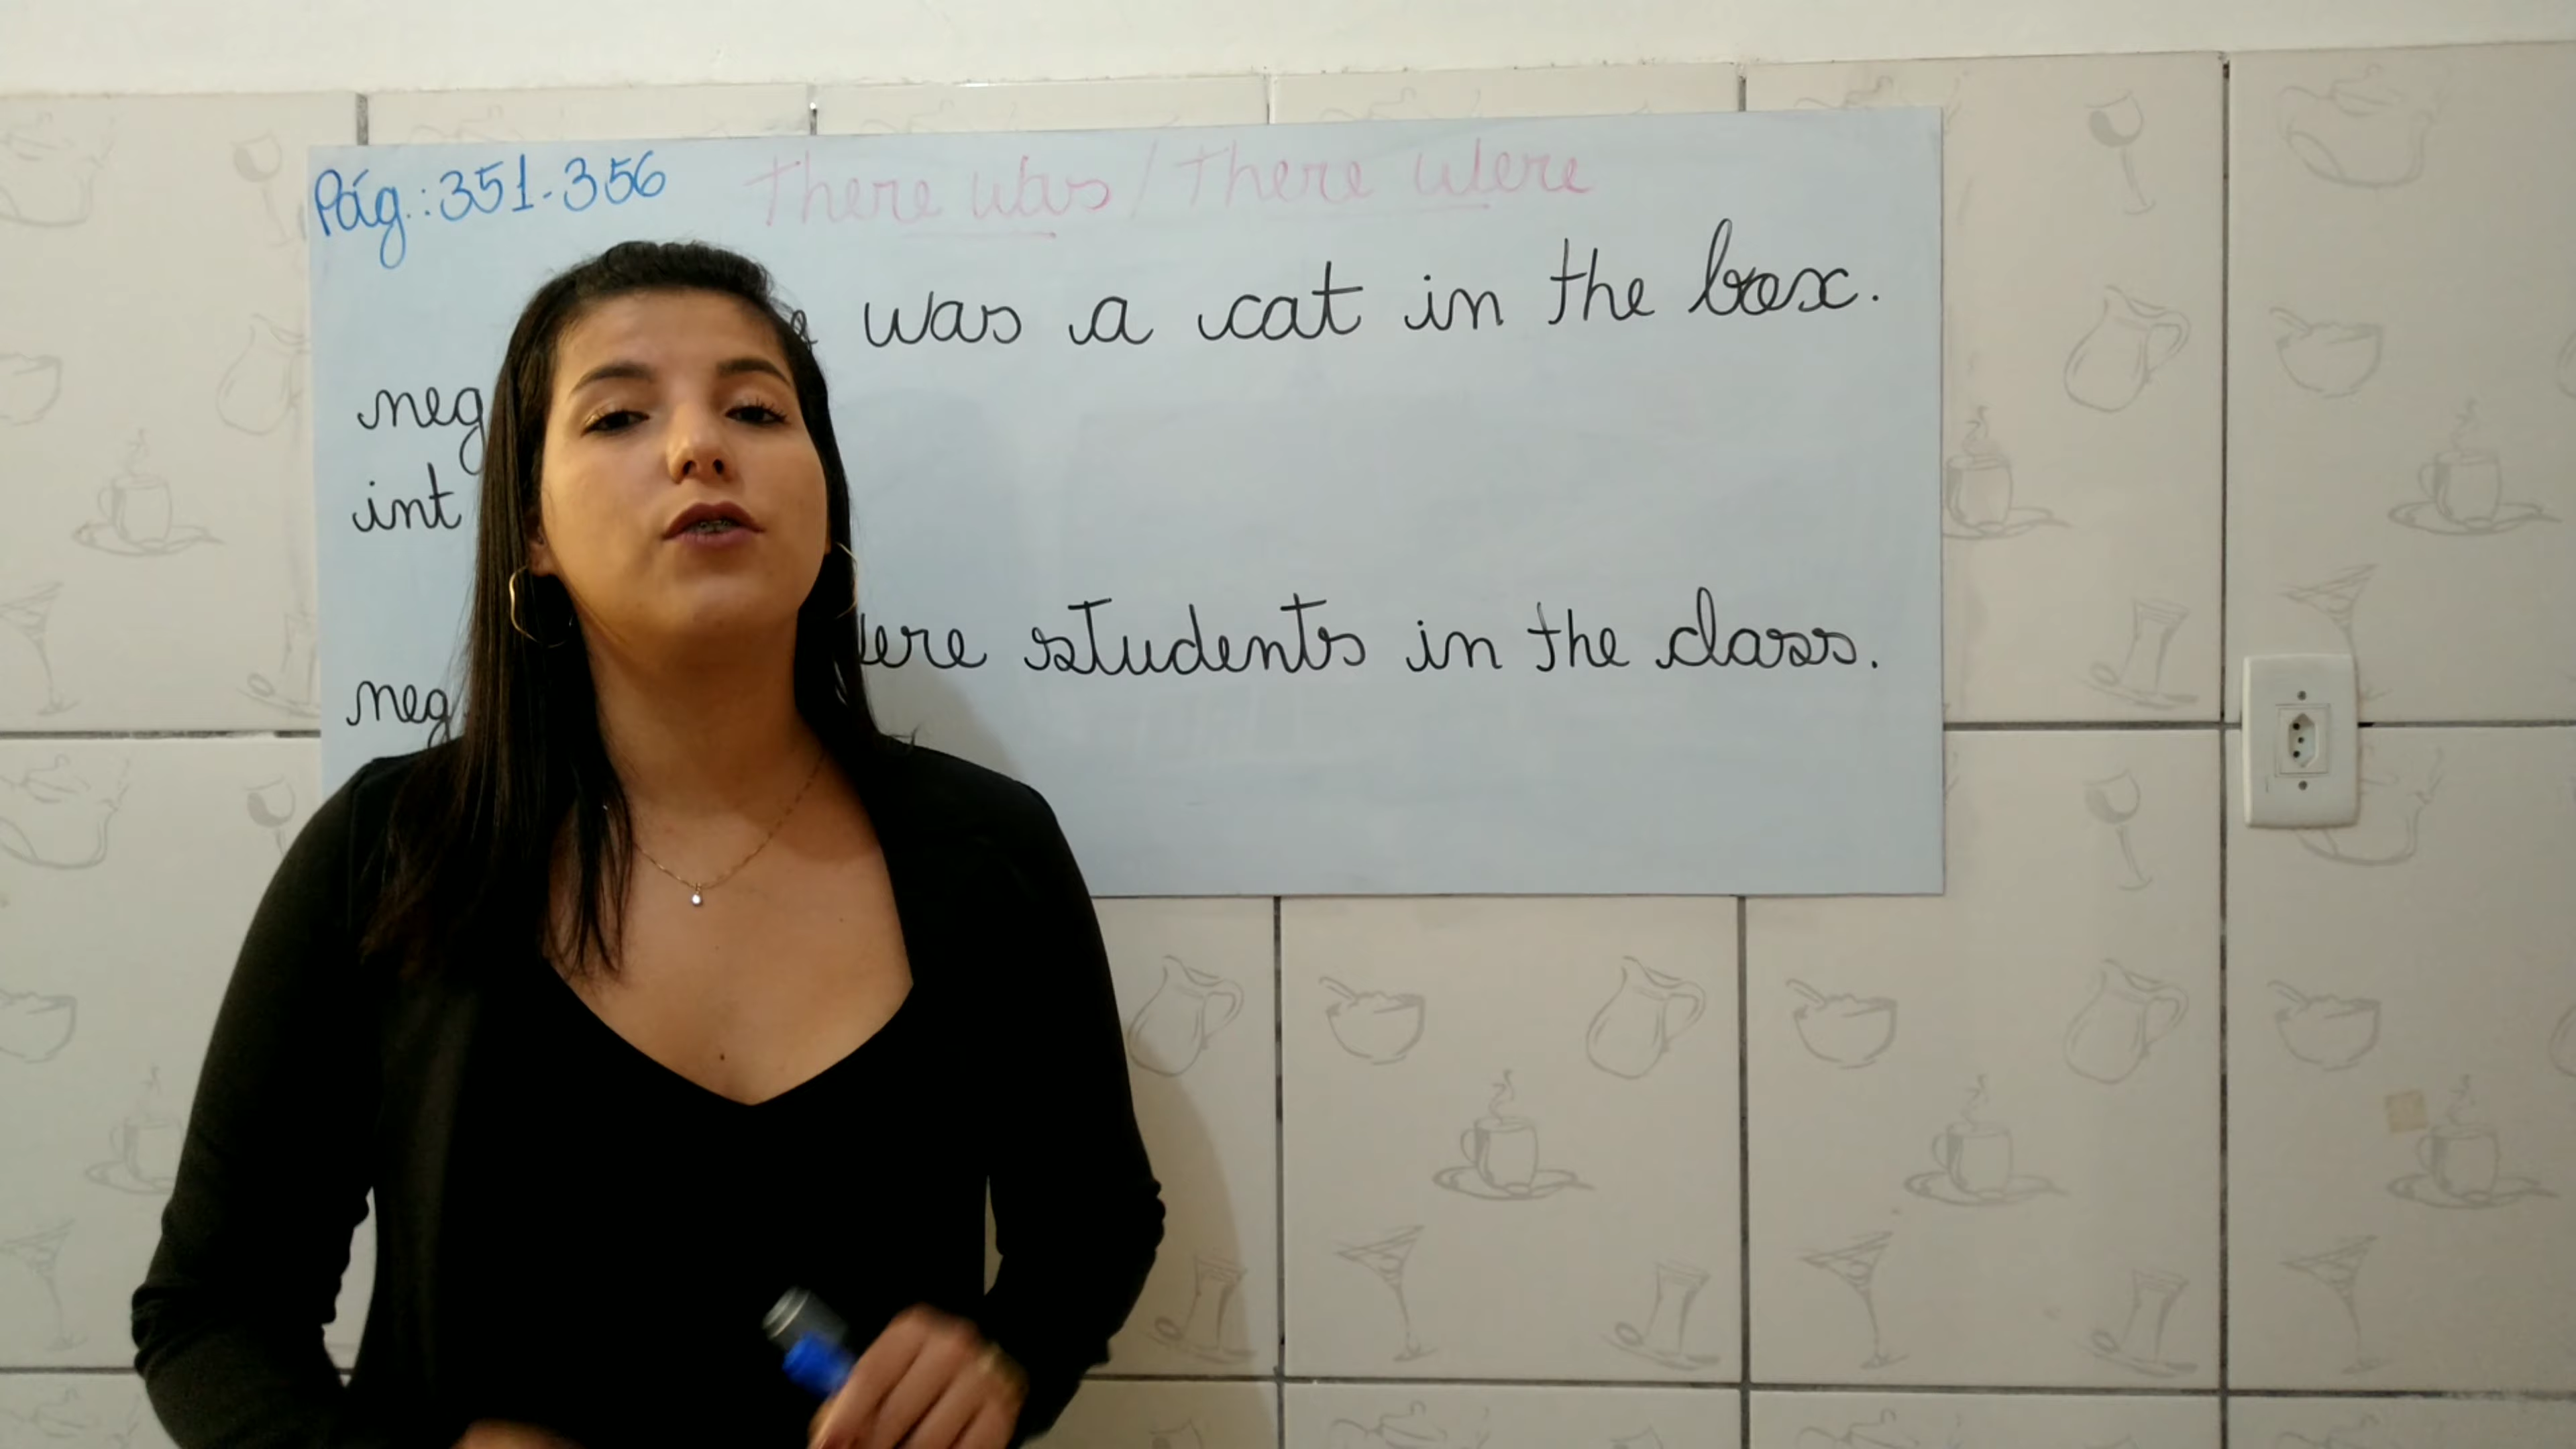 Pág.: 351-356
There was / There were
was a cat in the box.
neg
int
were students in the class.
neg